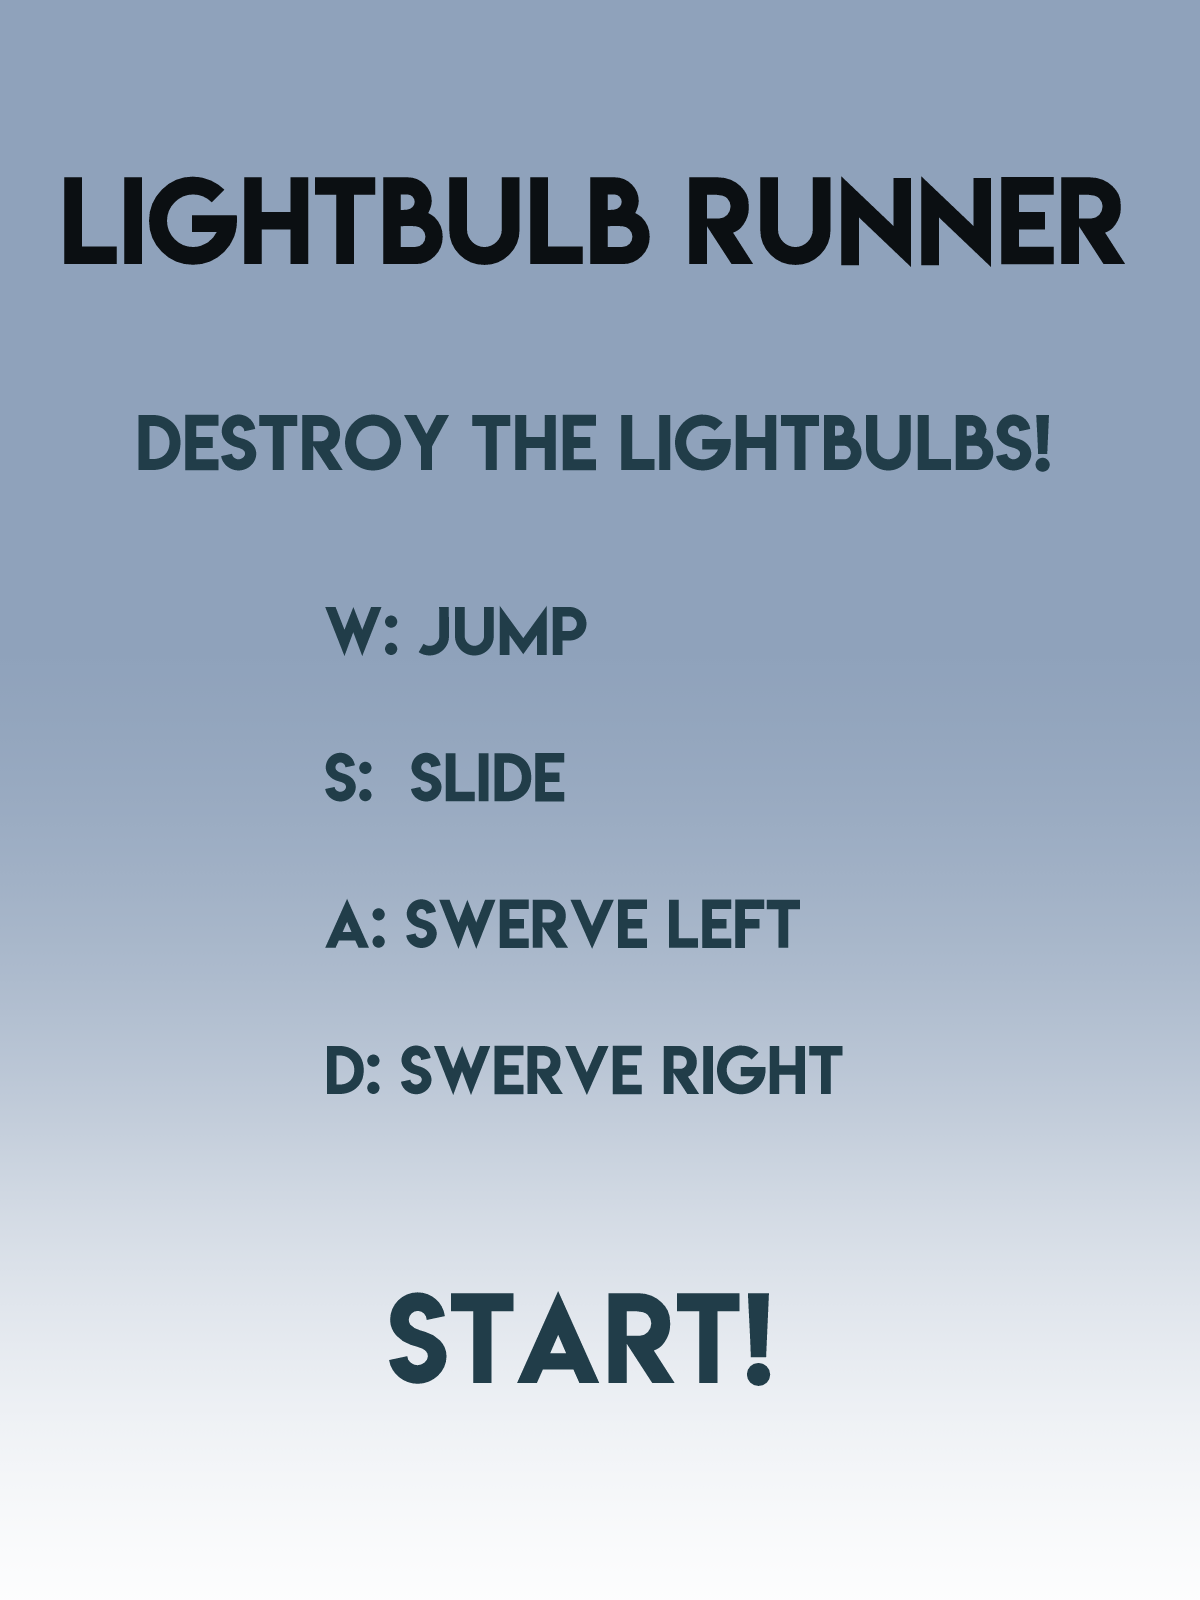 LIGHTBULB RUNNER
DESTROY THE LIGHTBULBS!
W: JUMP
S: SLIDE
A: SWERVE LEFT
D: SWERVE RIGHT
START!